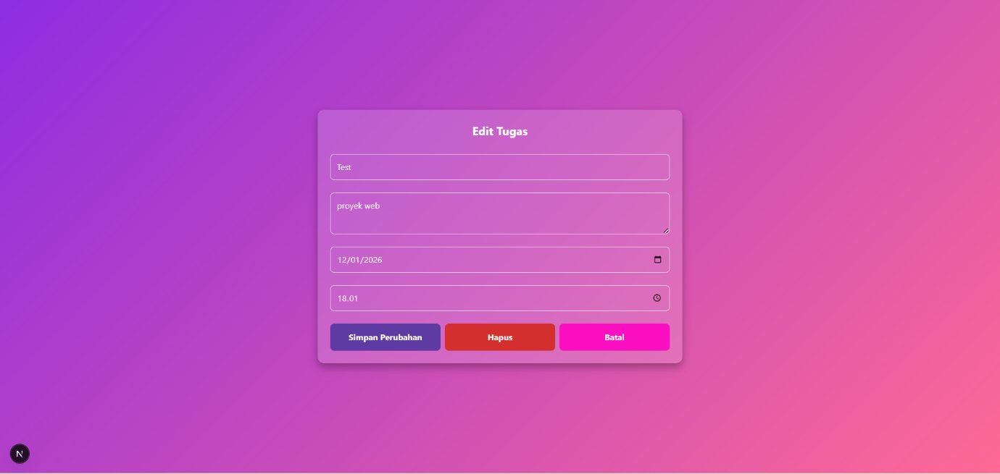 Edit Tugas
Test
proyek web
12/01/2026
18.01
Simpan Perubahan
Hapus
Batal
N